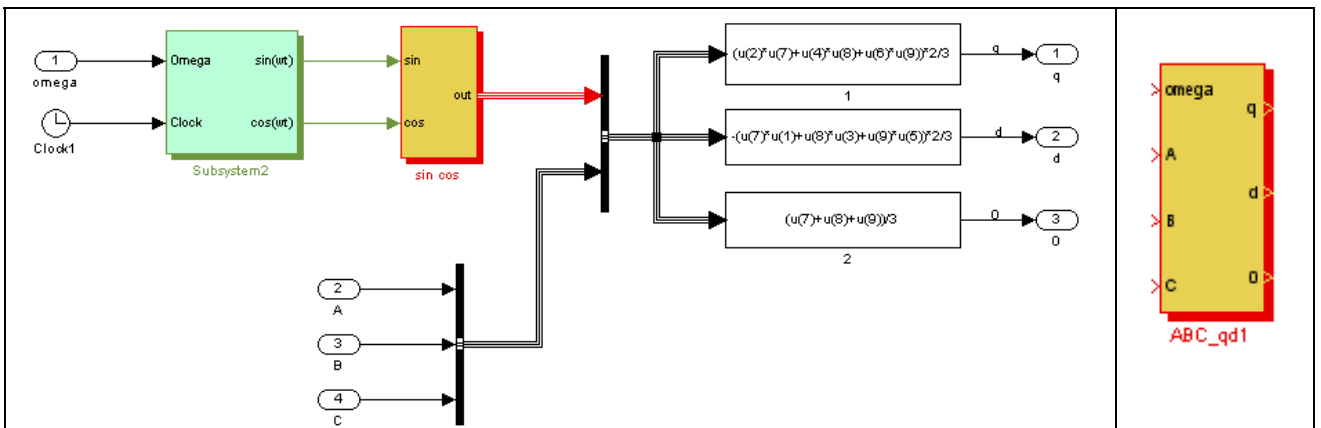 1
omega
Clock1
Omega
sin(wt)
Clock
cos(wt)
Subsystem2
sin
out
cos
sin cos
2
A
3
B
4
C
(u(2)*u(7)+u(4)*u(8)+u(6)*u(9))*2/3
1
-(u(7)*u(1)+u(8)*u(3)+u(9)*u(5))*2/3
(u(7)+u(8)+u(9))/3
2
q
1
q
d
2
d
0
3
0
omega
q
A
d
B
0
C
ABC_qd1